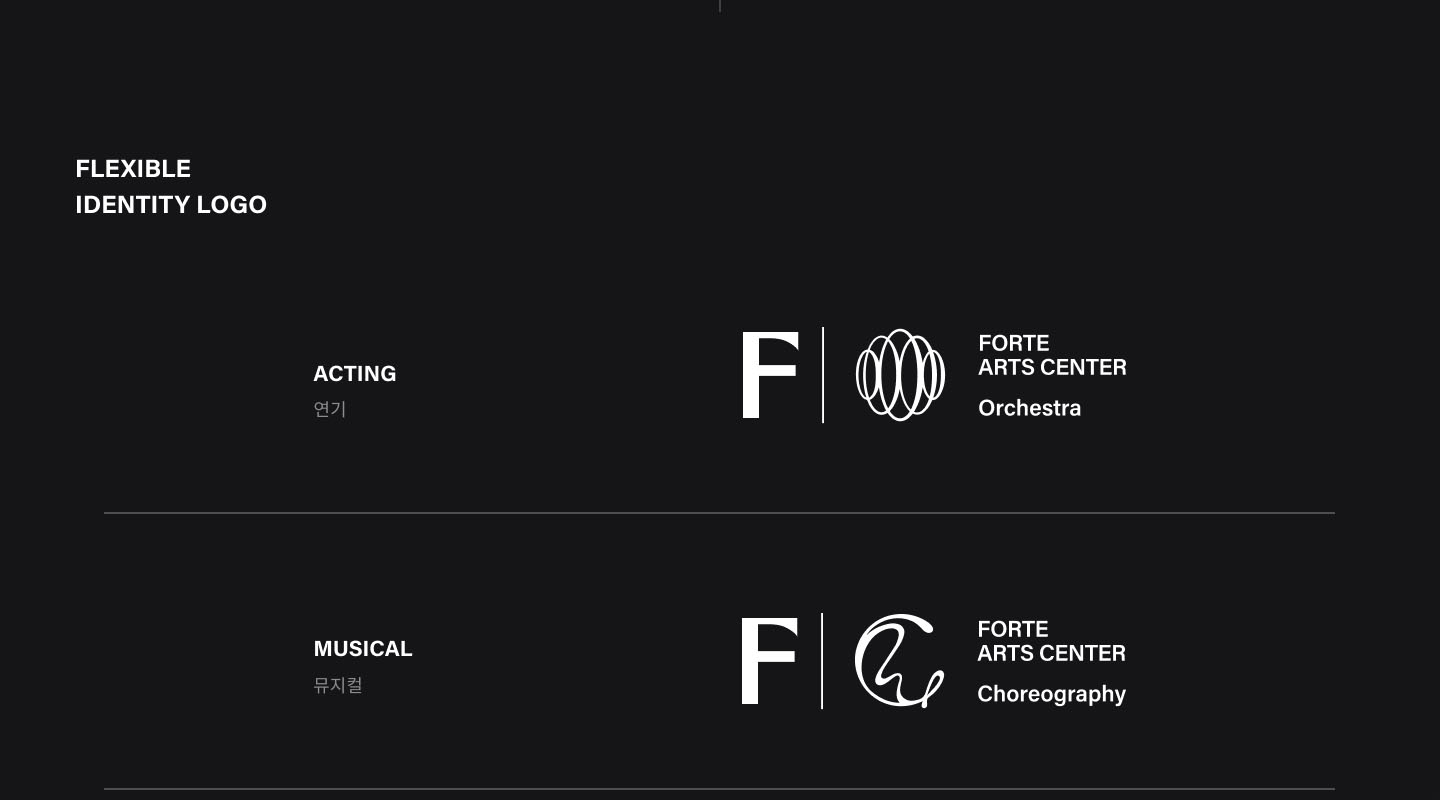 FLEXIBLE
IDENTITY LOGO
ACTING
연기
F
FORTE
ARTS CENTER
Orchestra
MUSICAL
뮤지컬
F
FORTE
ARTS CENTER
Choreography